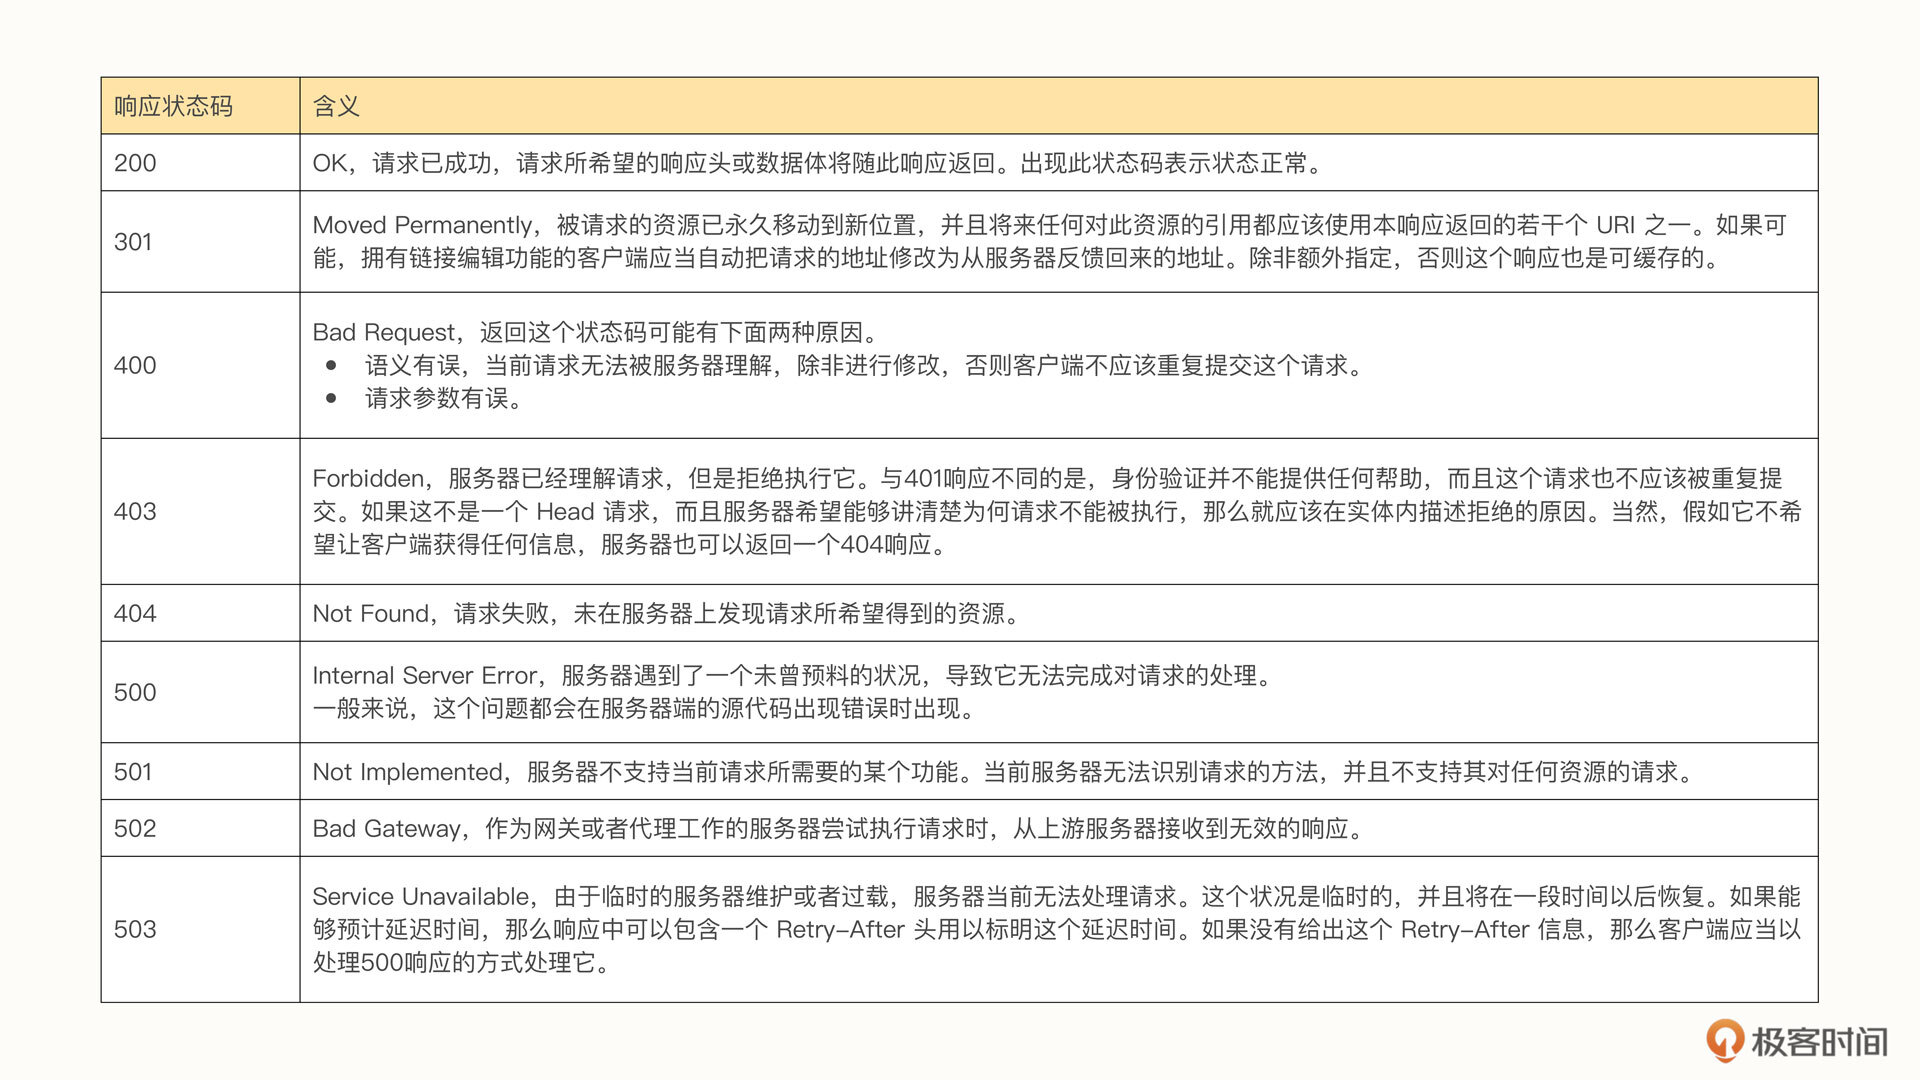 响应状态码
含义
200
OK，请求已成功，请求所希望的响应头或数据体将随此响应返回。出现此状态码表示状态正常。
301
Moved Permanently，被请求的资源已永久移动到新位置，并且将来任何对此资源的引用都应该使用本响应返回的若干个 URI 之一。如果可
能，拥有链接编辑功能的客户端应当自动把请求的地址修改为从服务器反馈回来的地址。除非额外指定，否则这个响应也是可缓存的。
400
Bad Request，返回这个状态码可能有下面两种原因。
● 语义有误，当前请求无法被服务器理解，除非进行修改，否则客户端不应该重复提交这个请求。
● 请求参数有误。
403
Forbidden，服务器已经理解请求，但是拒绝执行它。与401响应不同的是，身份验证并不能提供任何帮助，而且这个请求也不应该被重复提
交。如果这不是一个 Head 请求，而且服务器希望能够讲清楚为何请求不能被执行，那么就应该在实体内描述拒绝的原因。当然，假如它不希
望让客户端获得任何信息，服务器也可以返回一个404响应。
404
Not Found，请求失败，未在服务器上发现请求所希望得到的资源。
500
Internal Server Error，服务器遇到了一个未曾预料的状况，导致它无法完成对请求的处理。
一般来说，这个问题都会在服务器端的源代码出现错误时出现。
501
Not Implemented，服务器不支持当前请求所需要的某个功能。当前服务器无法识别请求的方法，并且不支持其对任何资源的请求。
502
Bad Gateway，作为网关或者代理工作的服务器尝试执行请求时，从上游服务器接收到无效的响应。
503
Service Unavailable，由于临时的服务器维护或者过载，服务器当前无法处理请求。这个状况是临时的，并且将在一段时间以后恢复。如果能
够预计延迟时间，那么响应中可以包含一个 Retry-After 头用以标明这个延迟时间。如果没有给出这个 Retry-After 信息，那么客户端应当以
处理500响应的方式处理它。
极客时间